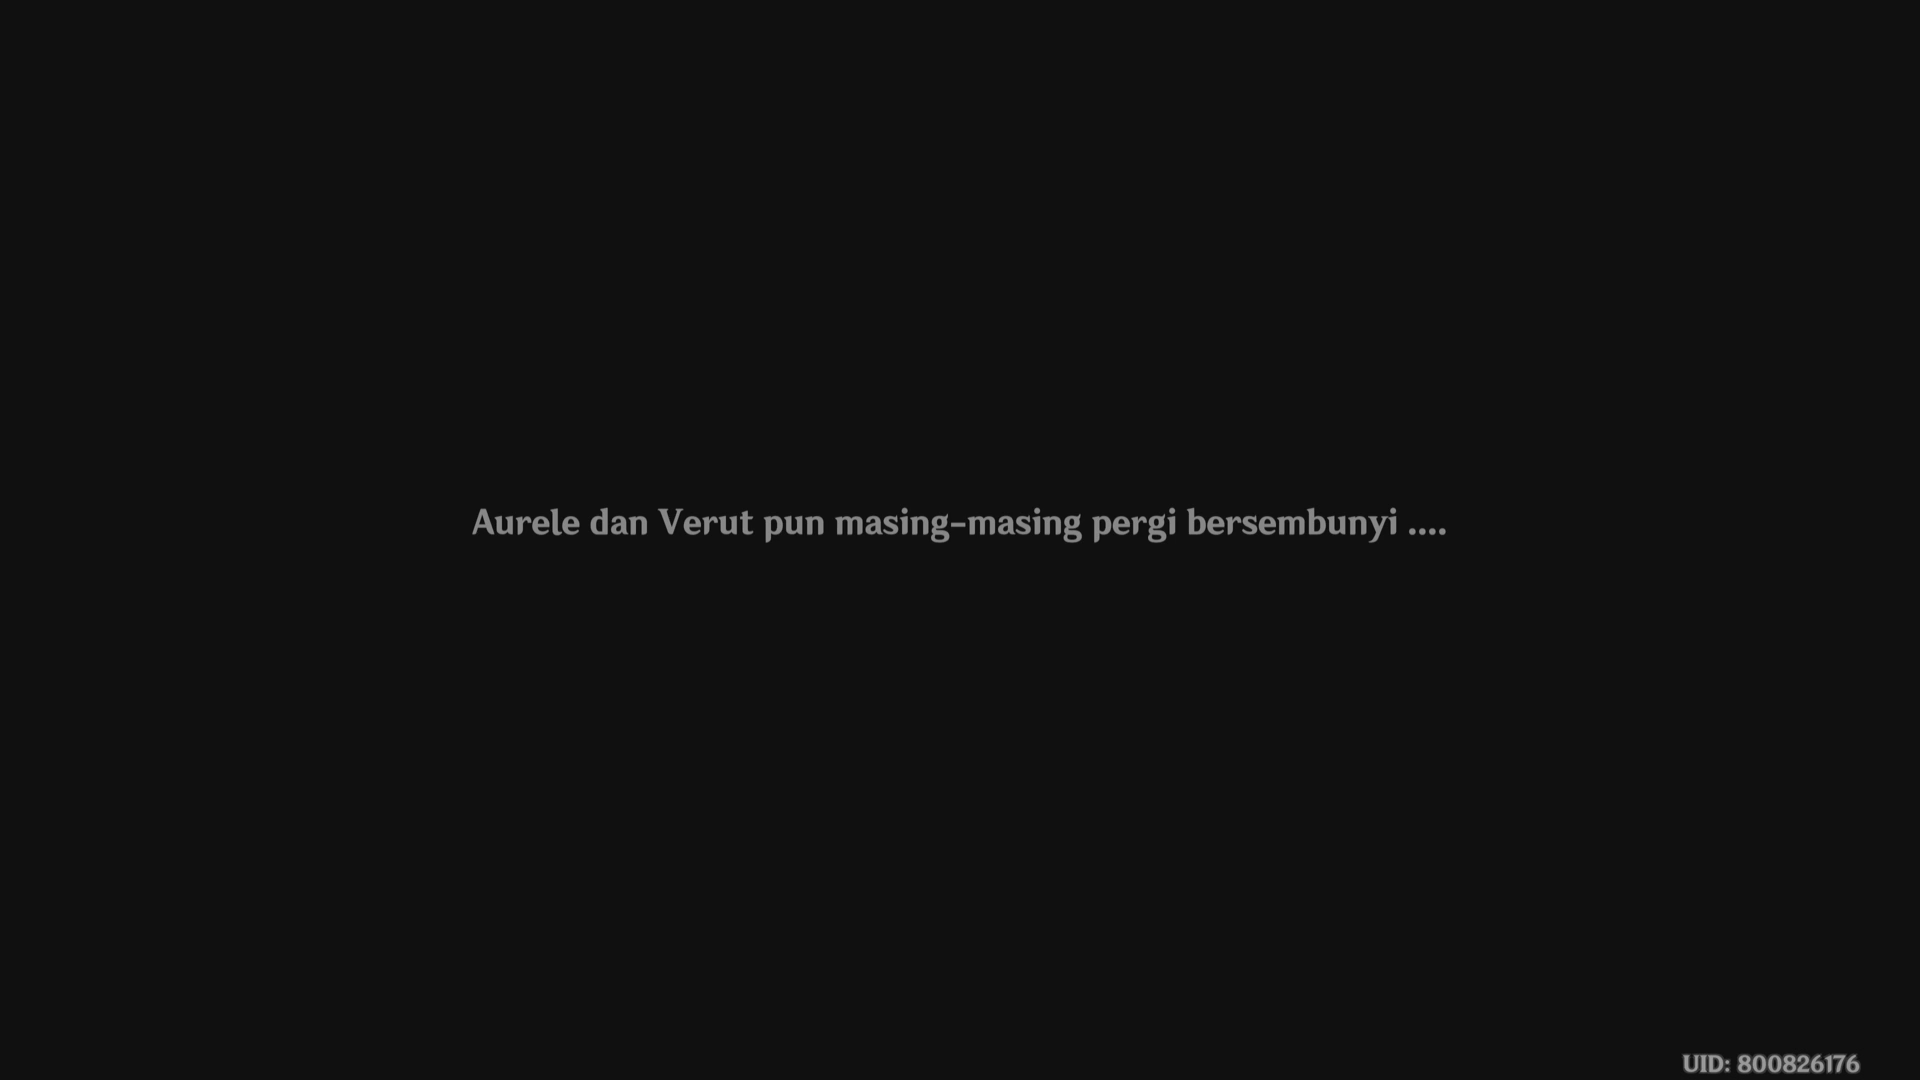 Aurele dan Verut pun masing-masing pergi bersembunyi ....
UID: 800826176